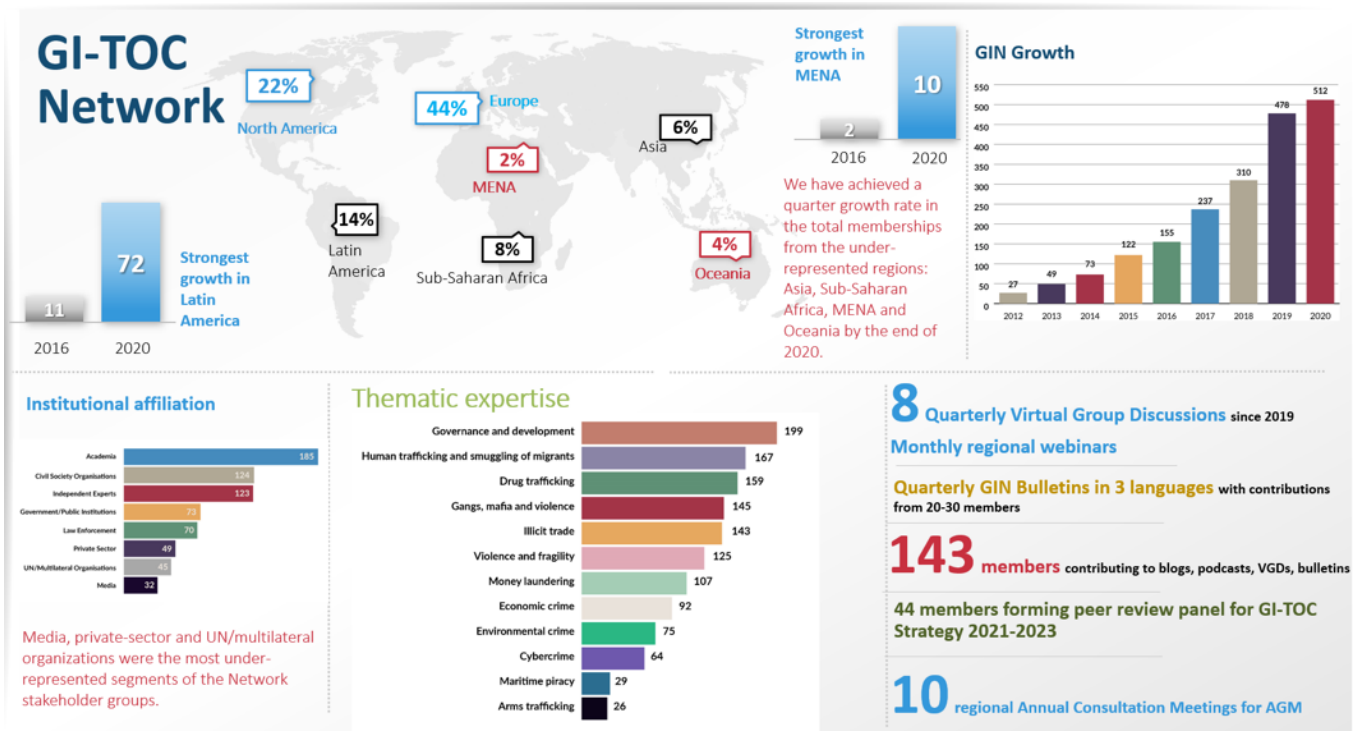 GI-TOC
Network
22%
North America
44%
Europe
2%
MENA
6%
Asia
14%
Latin
America
8%
Sub-Saharan Africa
4%
Oceania
72
11
2016
2020
Strongest
growth in
Latin
America
Strongest
growth in
MENA
10
2
2016
2020
We have achieved a
quarter growth rate in
the total memberships
from the under-
represented regions:
Asia, Sub-Saharan
Africa, MENA and
Oceania by the end of
2020.
GIN Growth
550
500
450
400
350
300
250
200
150
100
50
0
27
49
73
122
155
237
310
478
512
2012
2013
2014
2015
2016
2017
2018
2019
2020
Institutional affiliation
Academia 185
Civil Society Organisations 124
Independent Experts 123
Government/Public Institutions 73
Law Enforcement 70
Private Sector 49
UN/Multilateral Organisations 45
Media 32
Media, private-sector and UN/multilateral
organizations were the most under-
represented segments of the Network
stakeholder groups.
Thematic expertise
Governance and development 199
Human trafficking and smuggling of migrants 167
Drug trafficking 159
Gangs, mafia and violence 145
Illicit trade 143
Violence and fragility 125
Money laundering 107
Economic crime 92
Environmental crime 75
Cybercrime 64
Maritime piracy 29
Arms trafficking 26
8 Quarterly Virtual Group Discussions since 2019
Monthly regional webinars
Quarterly GIN Bulletins in 3 languages with contributions
from 20-30 members
143 members contributing to blogs, podcasts, VGDs, bulletins
44 members forming peer review panel for GI-TOC
Strategy 2021-2023
10 regional Annual Consultation Meetings for AGM